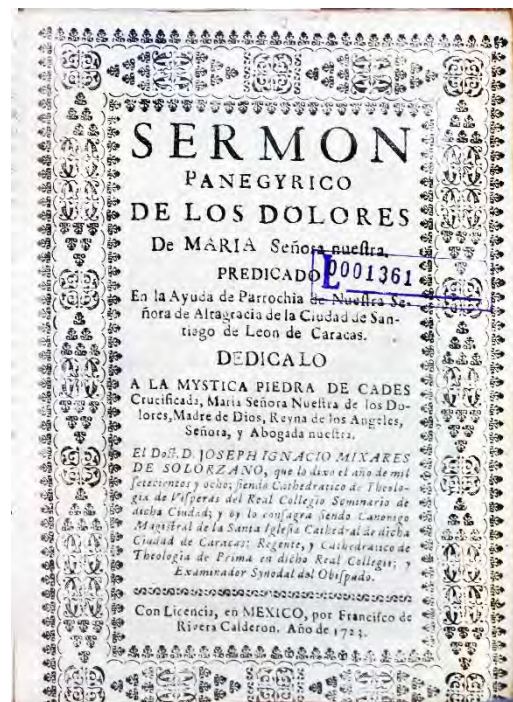 SERMON
PANEGYRICO
DE LOS DOLORES
De MARIA Señora nueſtra.
PREDICADO
L 0001361
En la Ayuda de Parrochia de Nueſtra Se-
ñora de Altagracia de la Ciudad de San-
tiago de Leon de Caracas.
DEDICALO
A LA MYSTICA PIEDRA DE CADES
Crucificada, Maria Señora Nueſtra de los Do-
lores, Madre de Dios, Reyna de los Angeles,
Señora, y Abogada nueſtra.
El Doct. D. JOSEPH IGNACIO MIXARES
DE SOLORZANO, que lo dixo el año de mil
ſetecientos y ocho; ſiendo Cathedratico de Theolo-
gia de Viſperas del Real Collegio Seminario de
dicha Ciudad; y oy lo conſagra ſiendo Canonigo
Magiſtral de la Santa Igleſia Cathedral de dicha
Ciudad de Caracas; Regente, y Cathedratico de
Theologia de Prima en dicho Real Collegio; y
Examinador Synodal del Obiſpado.
Con Licencia, en MEXICO, por Franciſco de
Rivera Calderon. Año de 1723.